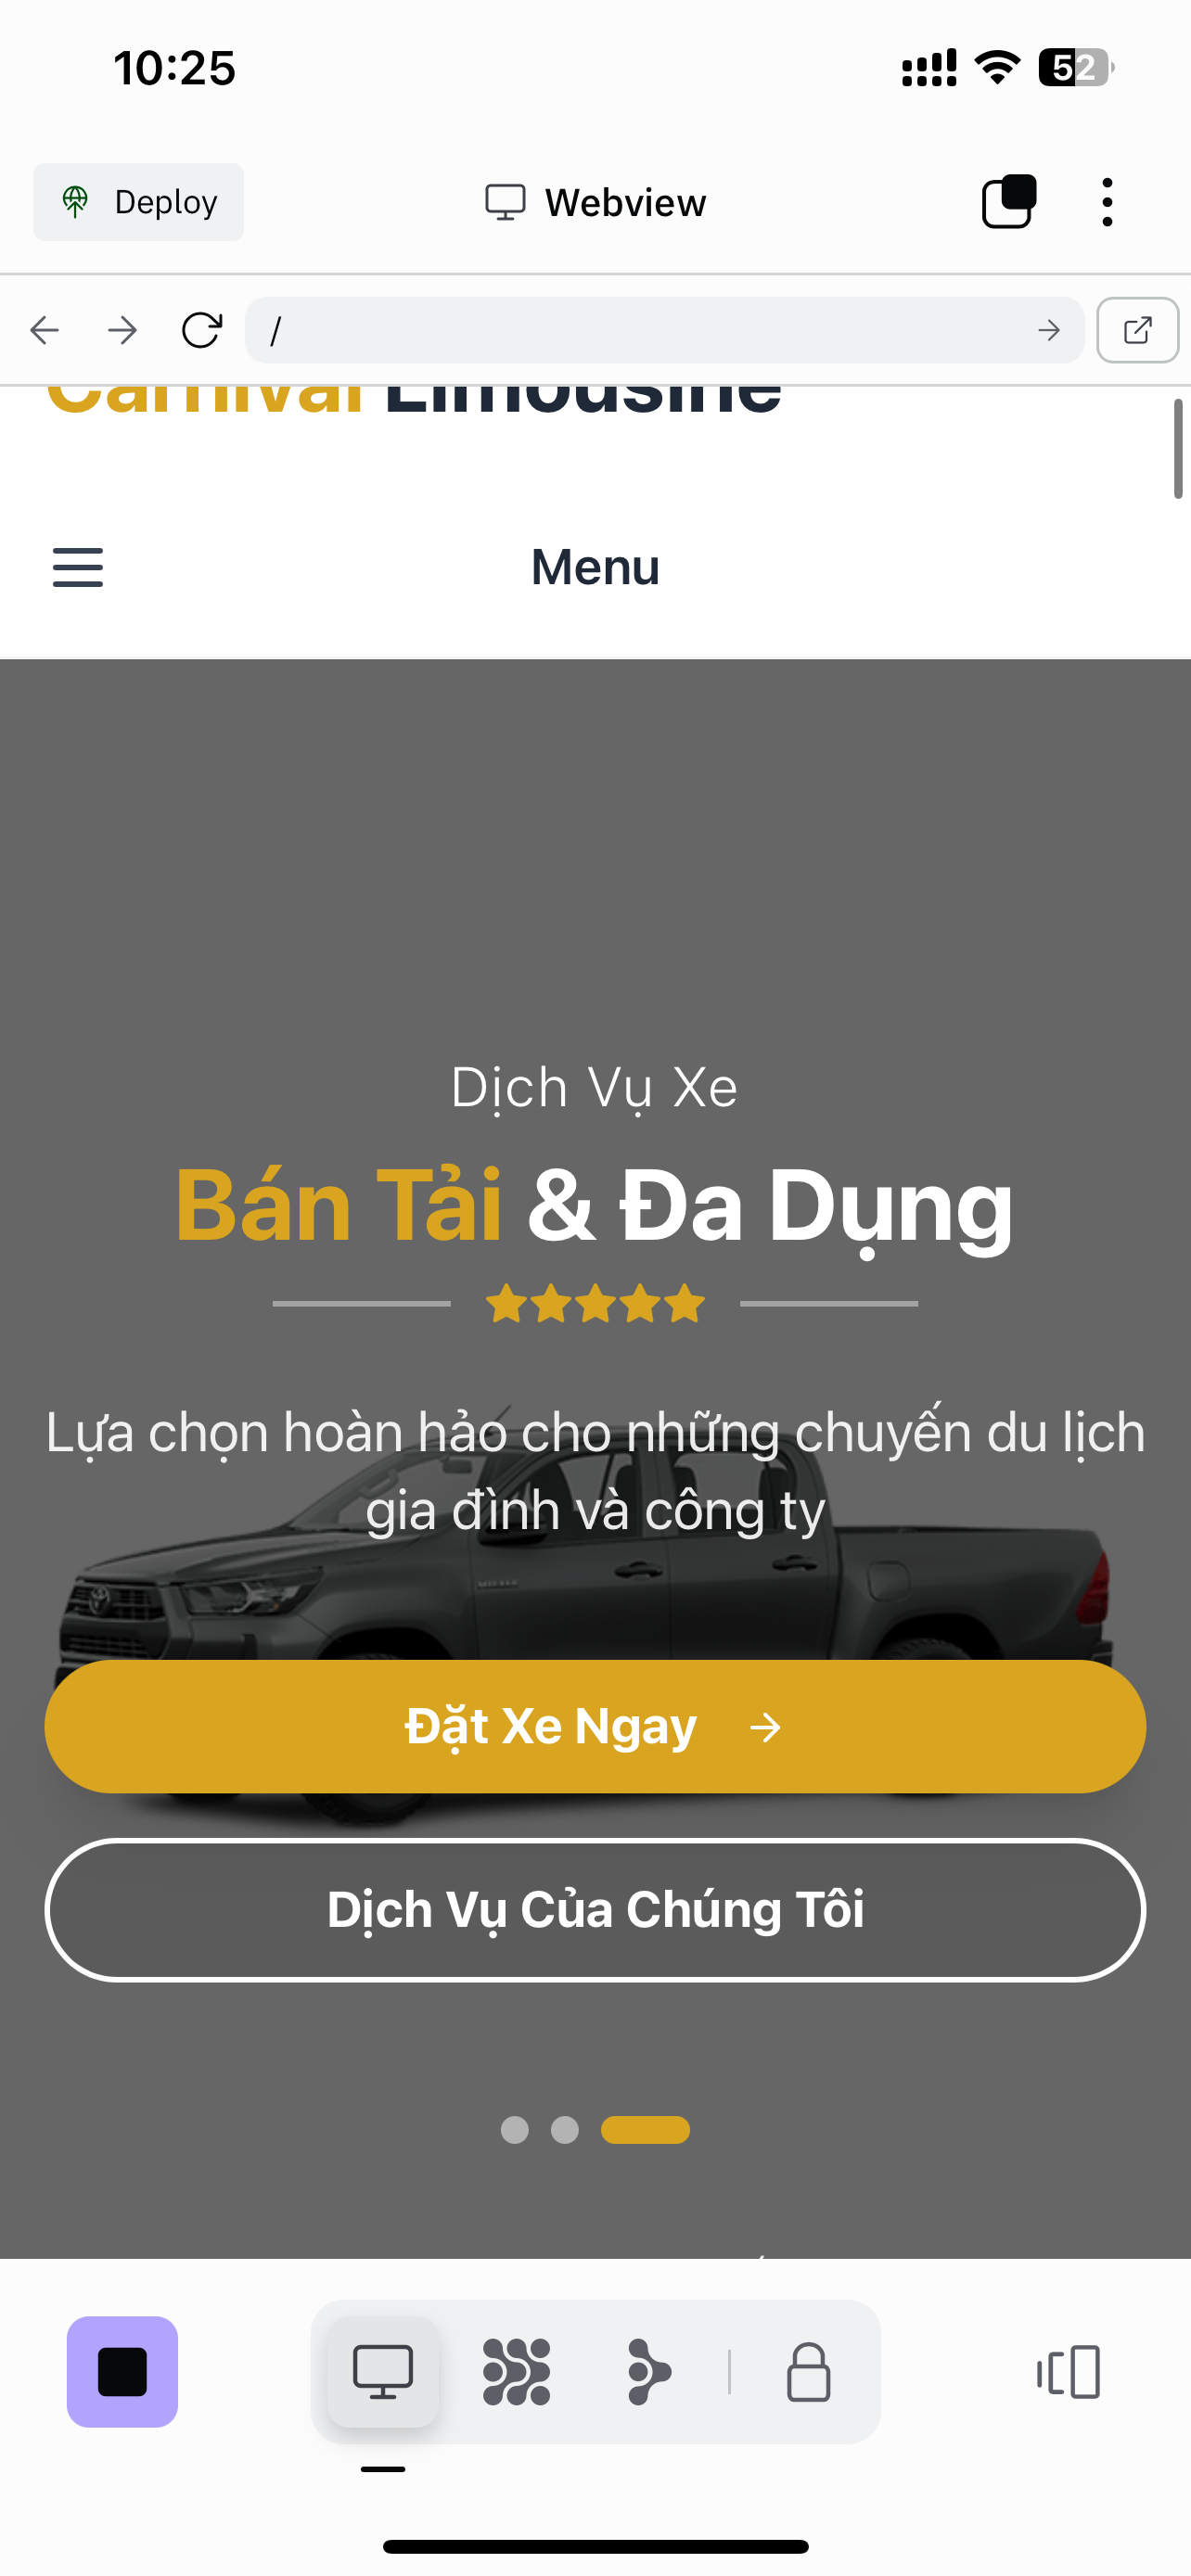 10:25
52
Deploy
Webview
/
Carnival Limousine
Menu
Dịch Vụ Xe
Bán Tải & Đa Dụng
Lựa chọn hoàn hảo cho những chuyến du lịch
gia đình và công ty
Đặt Xe Ngay
Dịch Vụ Của Chúng Tôi